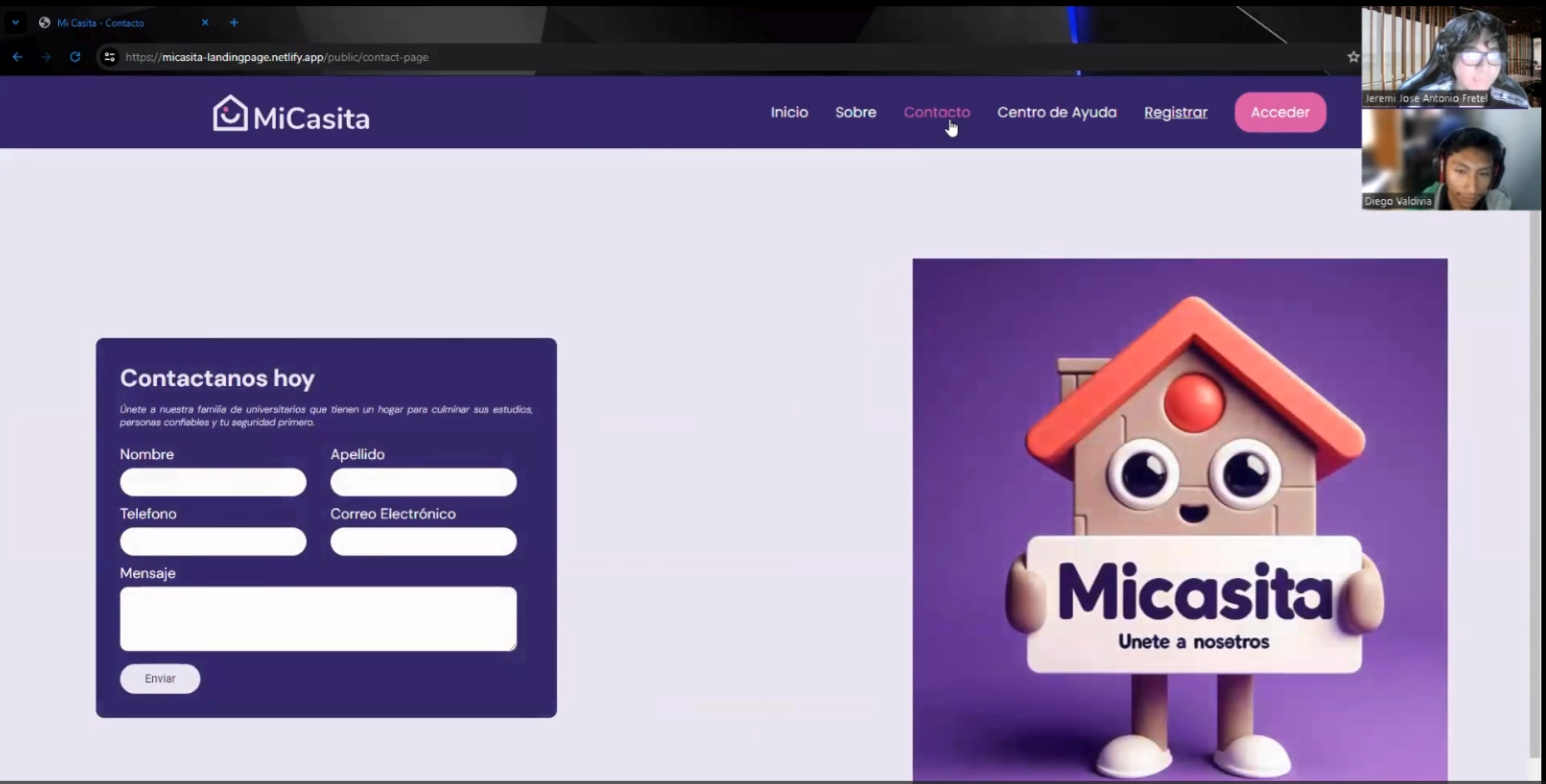 Mi Casita - Contacto
https://micasita-landingpage.netlify.app/public/contact-page
MiCasita
Inicio
Sobre
Contacto
Centro de Ayuda
Registrar
Acceder
Jeremi Jose Antonio Fretel
Diego Valdivia
Contactanos hoy
Únete a nuestra familia de universitarios que tienen un hogar para culminar sus estudios,
personas confiables y tu seguridad primero.
Nombre
Apellido
Telefono
Correo Electrónico
Mensaje
Enviar
Micasita
Unete a nosotros